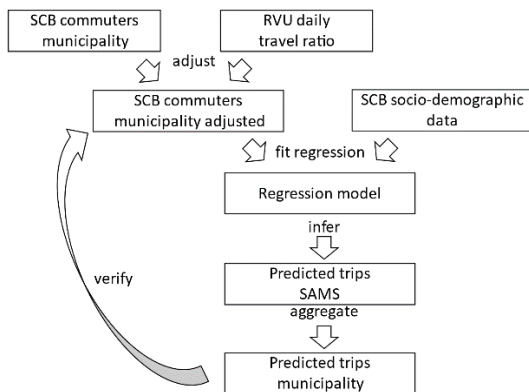 SCB commuters
municipality
RVU daily
travel ratio
adjust
SCB commuters
municipality adjusted
SCB socio-demographic
data
fit regression
Regression model
infer
Predicted trips
SAMS
verify
aggregate
Predicted trips
municipality